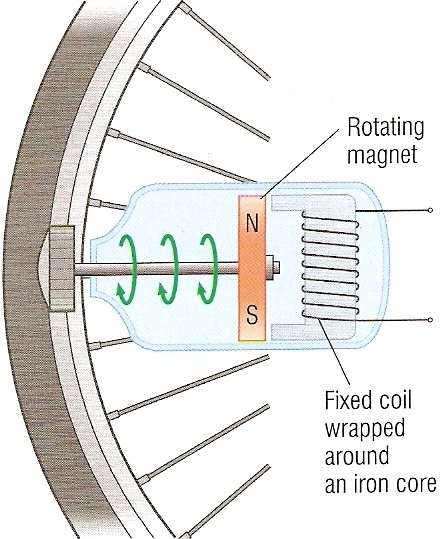 Rotating
magnet
N
S
Fixed coil
wrapped
around
an iron core